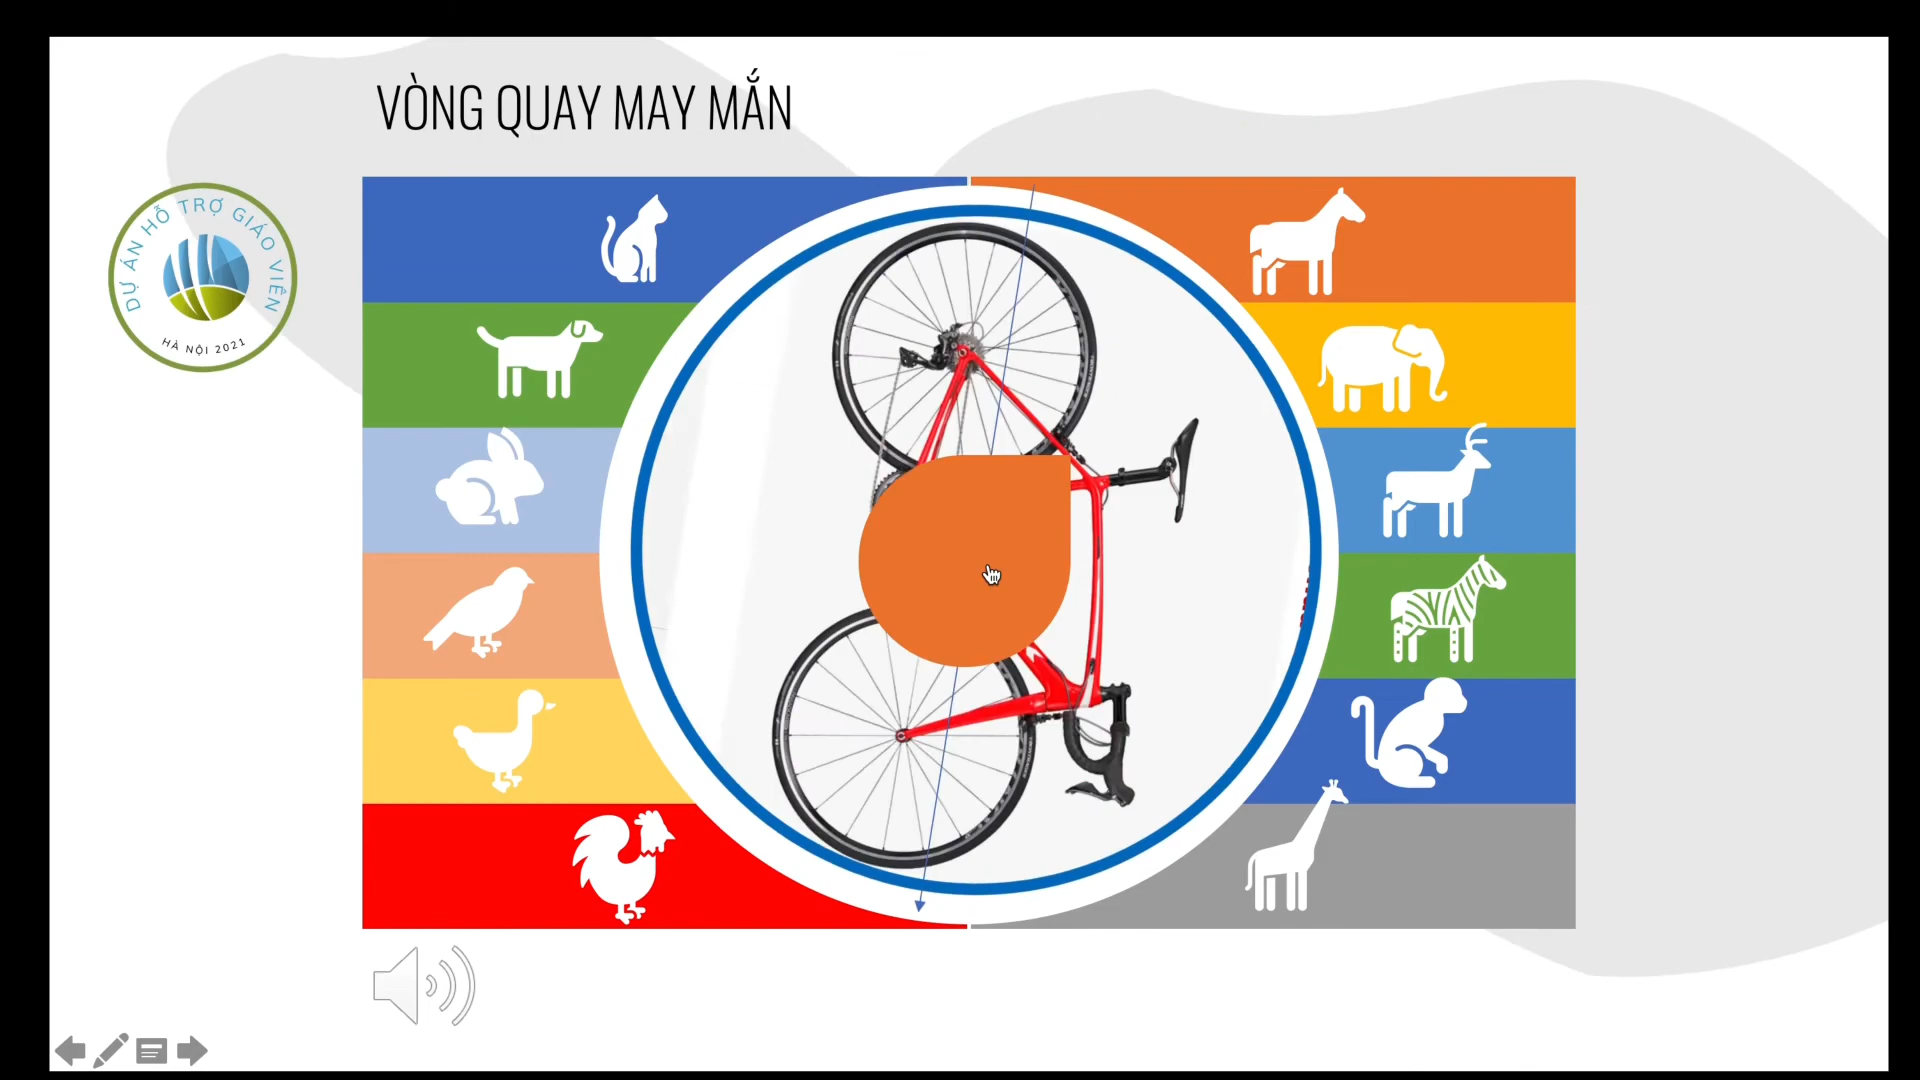 VÒNG QUAY MAY MẮN
DỰ ÁN HỖ TRỢ GIÁO VIÊN
HÀ NỘI 2021